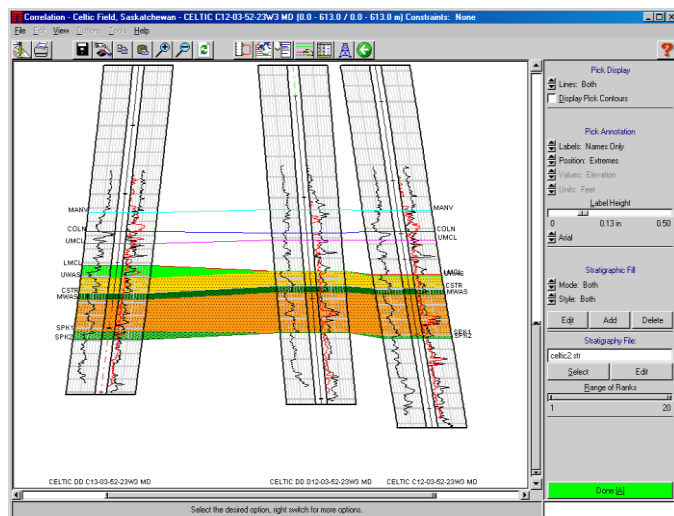 Correlation - Celtic Field, Saskatchewan - CELTIC C12-03-52-23W3 MD (0.0 - 613.0 / 0.0 - 613.0 m) Constraints: None
File Edit View Options Tools Help
Pick Display
Lines: Both
Display Pick Contours
Pick Annotation
Labels: Names Only
Position: Extremes
Values: Elevation
Units: Feet
Label Height
0 0.13 in 0.50
Arial
Stratigraphic Fill
Mode: Both
Style: Both
Edit Add Delete
Stratigraphy File:
celtic2.str
Select Edit
Range of Ranks
1 20
Done [A]
MANV MANV
COLN COLN
UMCL UMCL
LMCL
UWAS UWAS
CSTR CSTR
MWAS MWAS
SPK1 SPK1
SPK2 SPK2
CELTIC DD C13-03-52-23W3 MD CELTIC DD D12-03-52-23W3 MD CELTIC C12-03-52-23W3 MD
Select the desired option, right switch for more options.